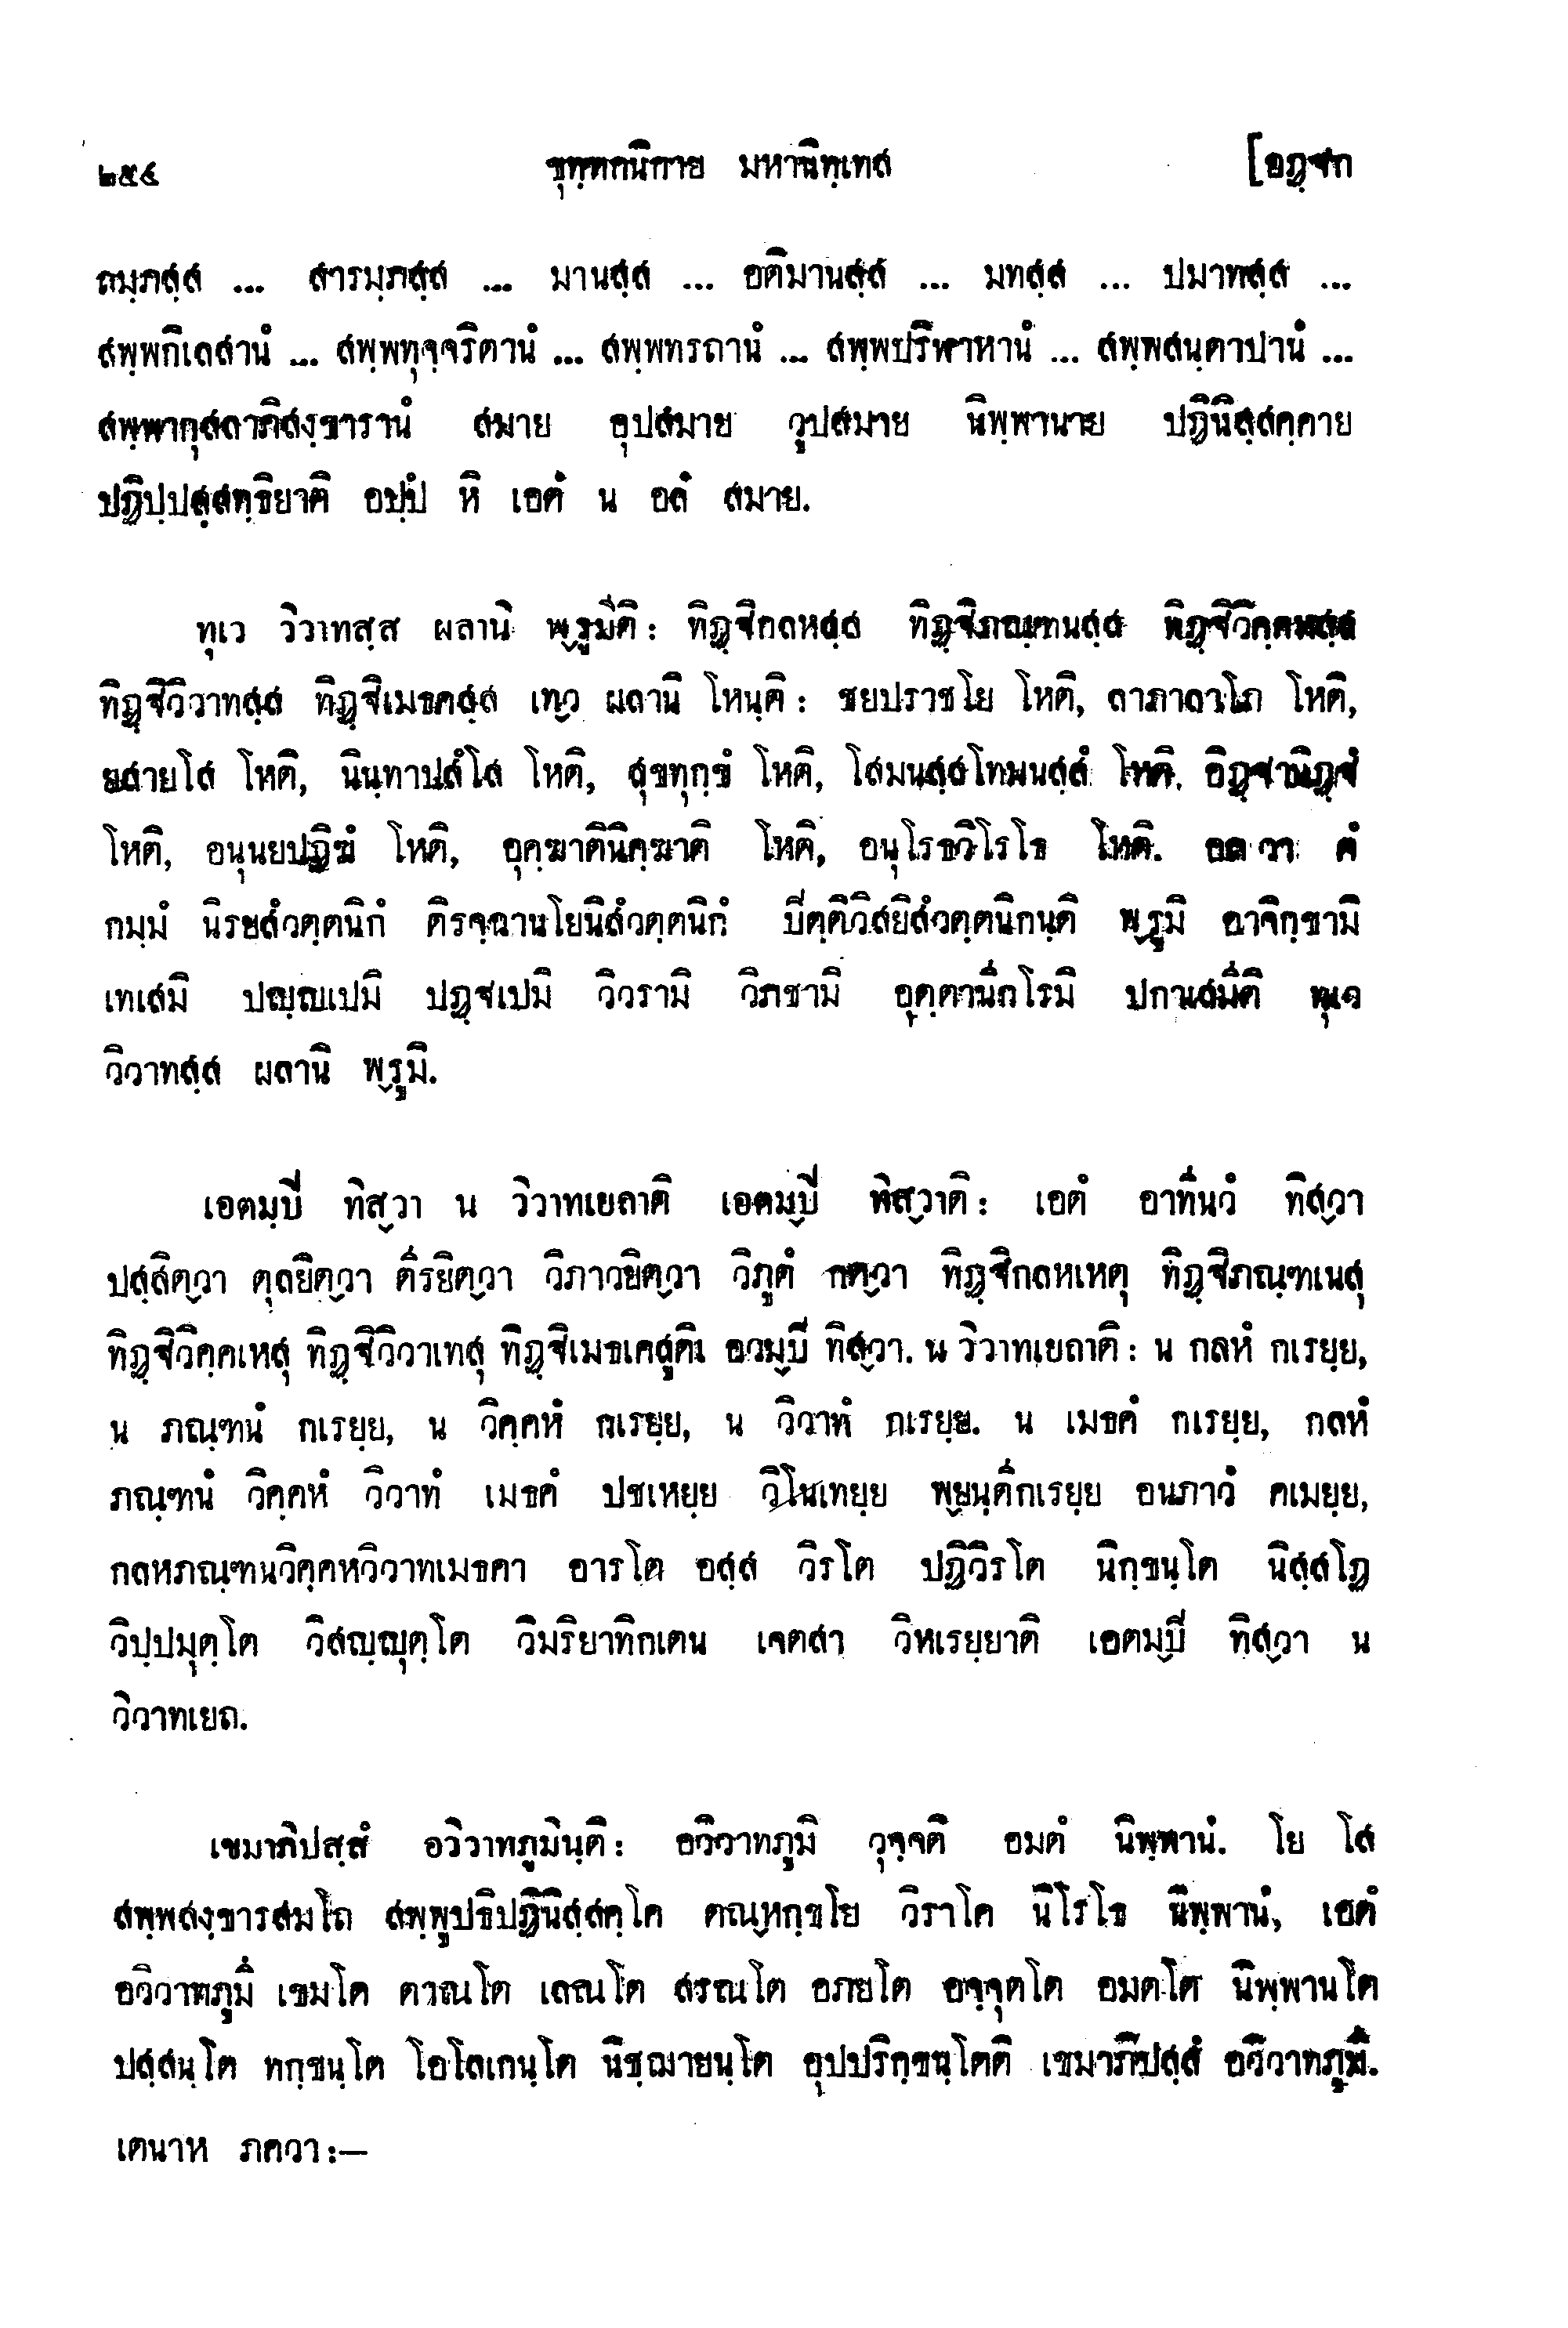 ๒๕๔ ขุทฺทกนิกาย มหานิทฺเทส [อฏฺฐก
ถมฺภสฺส ... สารมฺภสฺส ... มานสฺส ... อติมานสฺส ... มทสฺส ... ปมาทสฺส ...
สพฺพกิเลสานํ ... สพฺพทุจฺจริตานํ ... สพฺพทรถานํ ... สพฺพปริฬาหานํ ... สพฺพสนฺตาปานํ ...
สพฺพากุสลาภิสงฺขารานํ สมาย อุปสมาย วูปสมาย นิพฺพานาย ปฏินิสฺสคฺคาย
ปฏิปฺปสฺสทฺธิยาติ อปฺปํ หิ เอตํ น อลํ สมาย.
ทุเว วิวาทสฺส ผลานิ พฺรูมีติ : ทิฏฺฐิกลหสฺส ทิฏฺฐิภณฺฑนสฺส ทิฏฺฐิวิคฺคหสฺส
ทิฏฺฐิวิวาทสฺส ทิฏฺฐิเมธคสฺส เทฺว ผลานิ โหนฺติ : ชยปราชโย โหติ, ลาภาลาโภ โหติ,
ยสายโส โหติ, นินฺทาปสํโส โหติ, สุขทุกฺขํ โหติ, โสมนสฺสโทมนสฺสํ โหติ. อิฏฺฐานิฏฺฐํ
โหติ, อนุนยปฏิฆํ โหติ, อุคฺฆาตินิคฺฆาติ โหติ, อนุโรธวิโรโธ โหติ. อถ วา ตํ
กมฺมํ นิรยสํวตฺตนิกํ ติรจฺฉานโยนิสํวตฺตนิกํ ปิตฺติวิสยิสํวตฺตนิกนฺติ พฺรูมิ อาจิกฺขามิ
เทเสมิ ปญฺญเปมิ ปฏฺฐเปมิ วิวรามิ วิภชามิ อุตฺตานีกโรมิ ปกาเสมีติ ทุเว
วิวาทสฺส ผลานิ พฺรูมิ.
เอตมฺปิ ทิสฺวา น วิวาทเยถาติ เอตมฺปิ ทิสฺวาติ : เอตํ อาทีนวํ ทิสฺวา
ปสฺสิตฺวา ตุลยิตฺวา ตีรยิตฺวา วิภาวยิตฺวา วิภูตํ กตฺวา ทิฏฺฐิกลหเหตุ ทิฏฺฐิภณฺฑเนสุ
ทิฏฺฐิวิคฺคเหสุ ทิฏฺฐิวิวาเทสุ ทิฏฺฐิเมธเคสูติ เอวมฺปิ ทิสฺวา. น วิวาทเยถาติ : น กลหํ กเรยฺย,
น ภณฺฑนํ กเรยฺย, น วิคฺคหํ กเรยฺย, น วิวาทํ กเรยฺย. น เมธคํ กเรยฺย, กลหํ
ภณฺฑนํ วิคฺคหํ วิวาทํ เมธคํ ปชเหยฺย วิโนเทยฺย พฺยนฺตีกเรยฺย อนภาวํ คเมยฺย,
กลหภณฺฑนวิคฺคหวิวาทเมธคา อารโต อสฺส วิรโต ปฏิวิรโต นิกฺขนฺโต นิสฺสโฏ
วิปฺปมุตฺโต วิสญฺญุตฺโต วิมริยาทิกเตน เจตสา วิหเรยฺยาติ เอตมฺปิ ทิสฺวา น
วิวาทเยถ.
เขมาภิปสฺสํ อวิวาทภูมินฺติ : อวิวาทภูมิ วุจฺจติ อมตํ นิพฺพานํ. โย โส
สพฺพสงฺขารสมโถ สพฺพูปธิปฏินิสฺสคฺโค ตณฺหกฺขโย วิราโค นิโรโธ นิพฺพานํ, เอตํ
อวิวาทภูมึ เขมโต ตาณโต เลณโต สรณโต อภยโต อจฺจุตโต อมตโต นิพฺพานโต
ปสฺสนฺโต ทกฺขนฺโต โอโลเกนฺโต นิชฺฌายนฺโต อุปปริกฺขนฺโตติ เขมาภิปสฺสํ อวิวาทภูมึ.
เตนาห ภควา :—